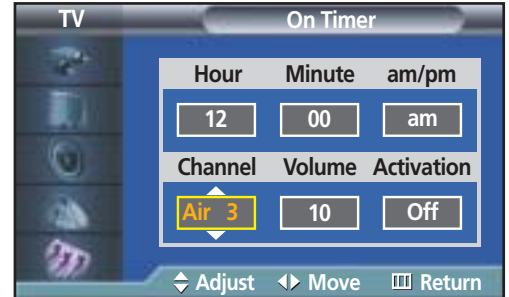 TV On Timer
Hour Minute am/pm
12 00 am
Channel Volume Activation
Air 3 10 Off
Adjust Move Return